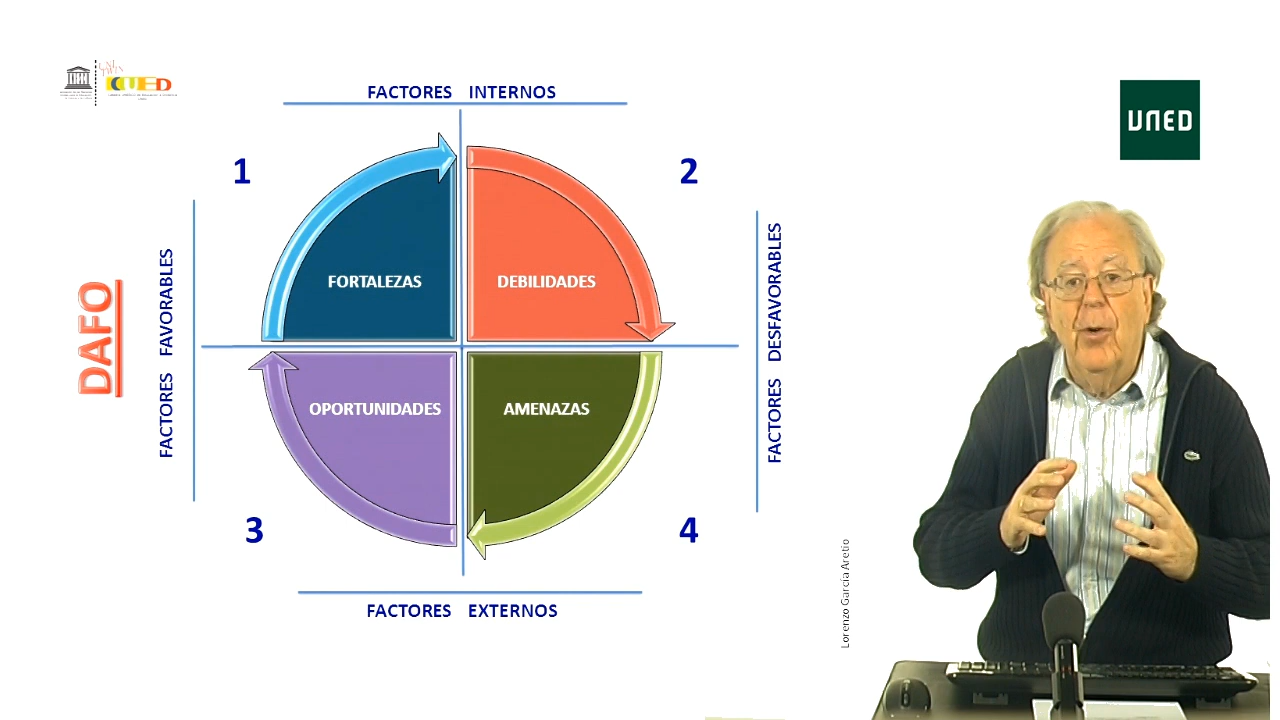 CUED
UNED
FACTORES INTERNOS
1
2
FORTALEZAS
DEBILIDADES
DAFO
FACTORES FAVORABLES
FACTORES DESFAVORABLES
OPORTUNIDADES
AMENAZAS
3
4
FACTORES EXTERNOS
Lorenzo García Aretio